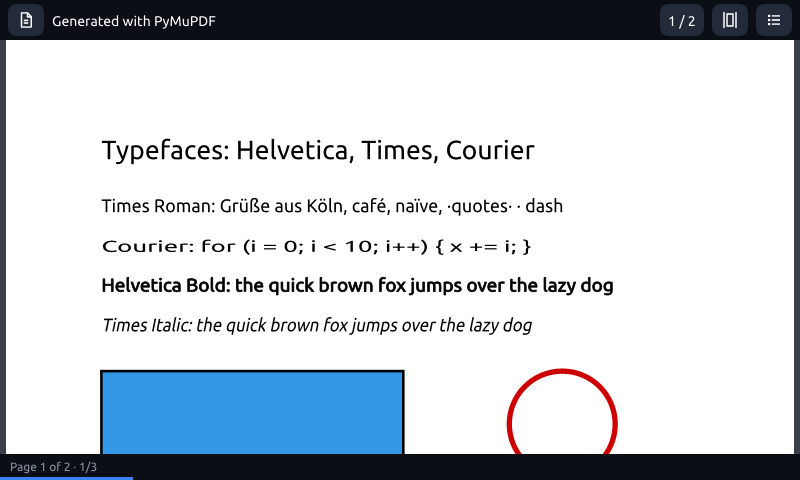 Generated with PyMuPDF
1 / 2
Typefaces: Helvetica, Times, Courier
Times Roman: Grüße aus Köln, café, naïve, ·quotes· · dash
Courier: for (i = 0; i < 10; i++) { x += i; }
Helvetica Bold: the quick brown fox jumps over the lazy dog
Times Italic: the quick brown fox jumps over the lazy dog
Page 1 of 2 · 1/3